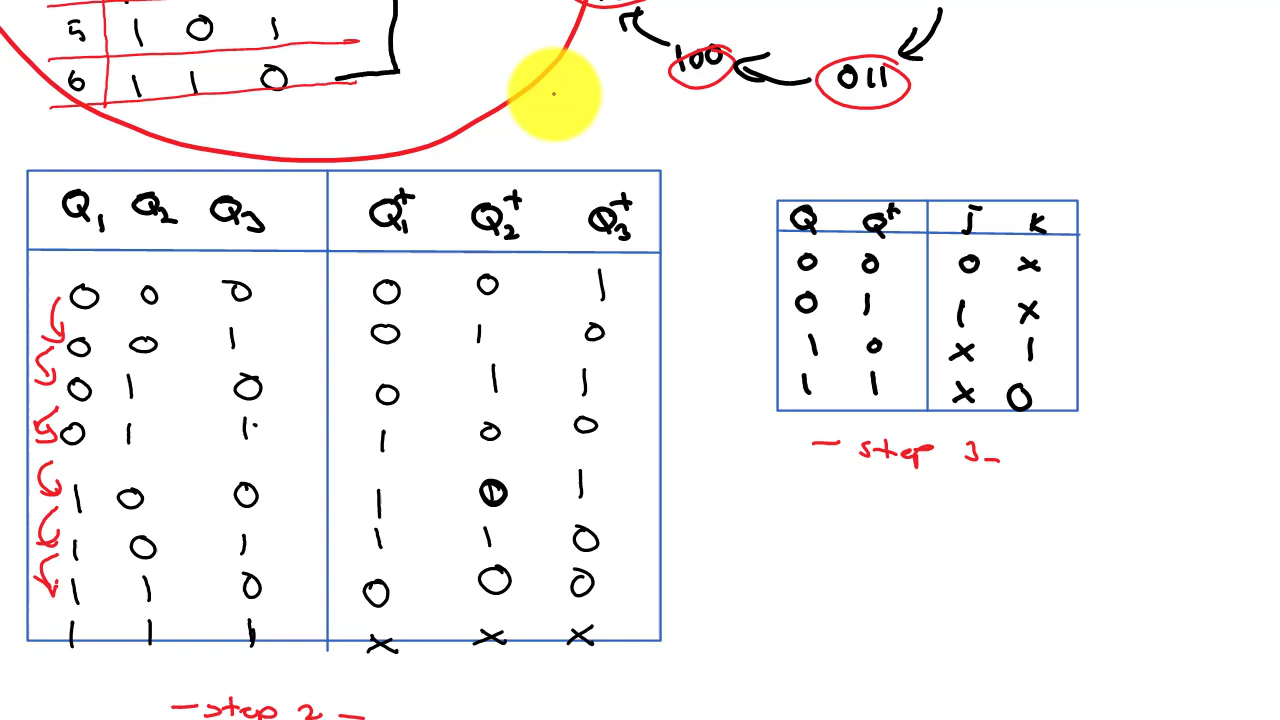 5 1 0 1
6 1 1 0
100
011
Q1 Q2 Q3 Q1+ Q2+ Q3+
0 0 0 0 0 1
0 0 1 0 1 0
0 1 0 0 1 1
0 1 1 1 0 0
1 0 0 1 0 1
1 0 1 1 1 0
1 1 0 0 0 0
1 1 1 x x x
- step 2 -
Q Q+ J K
0 0 0 x
0 1 1 x
1 0 x 1
1 1 x 0
- step 3 -